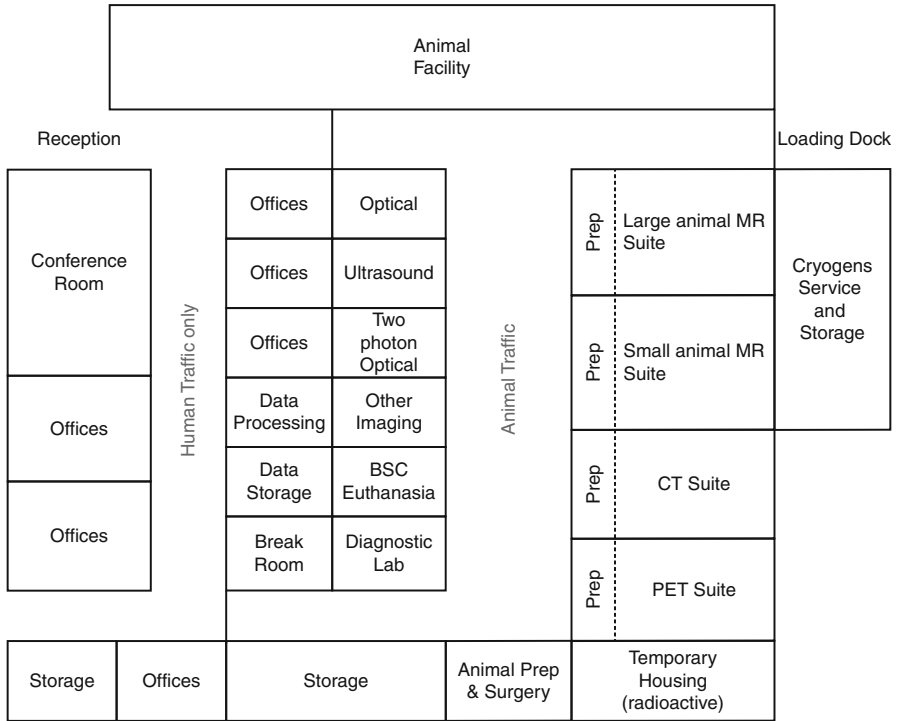 Animal
Facility
Reception
Loading Dock
Conference
Room
Offices
Offices
Human Traffic only
Offices
Optical
Offices
Ultrasound
Offices
Two
photon
Optical
Data
Processing
Other
Imaging
Data
Storage
BSC
Euthanasia
Break
Room
Diagnostic
Lab
Animal Traffic
Prep
Large animal MR
Suite
Prep
Small animal MR
Suite
Prep
CT Suite
Prep
PET Suite
Cryogens
Service
and
Storage
Storage
Offices
Storage
Animal Prep
& Surgery
Temporary
Housing
(radioactive)